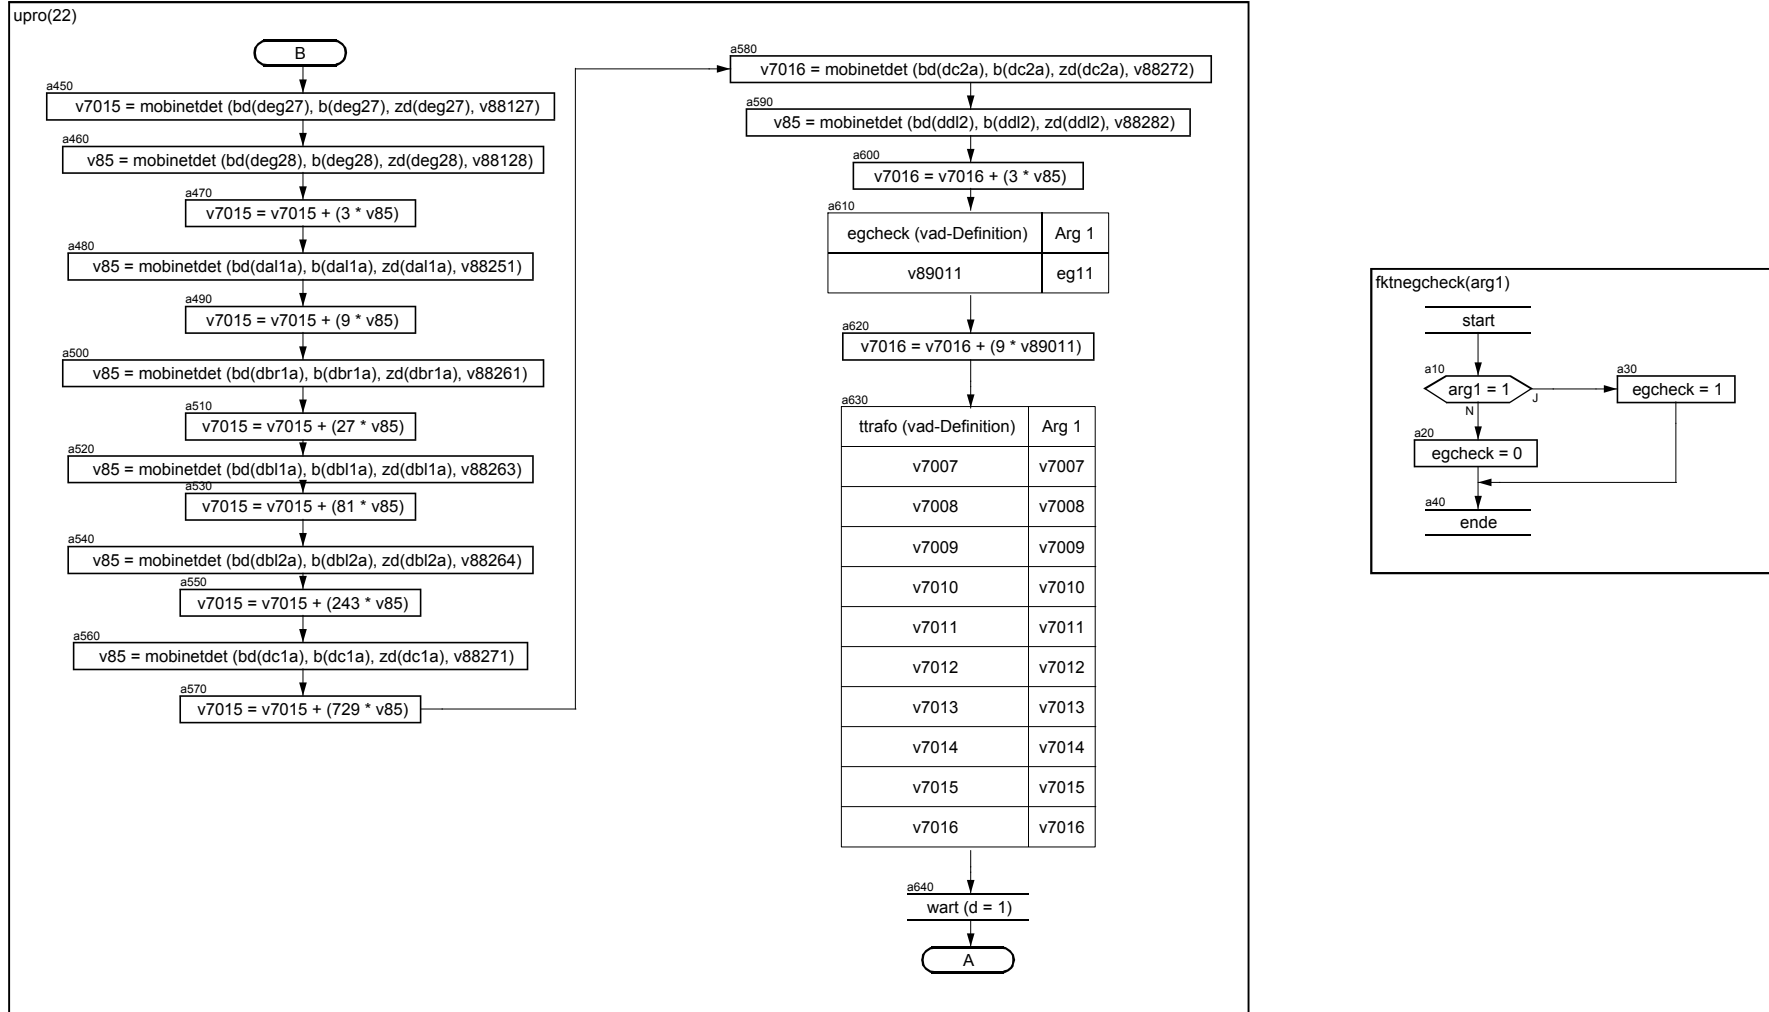 upro(22)
B
a450
v7015 = mobinetdet (bd(deg27), b(deg27), zd(deg27), v88127)
a460
v85 = mobinetdet (bd(deg28), b(deg28), zd(deg28), v88128)
a470
v7015 = v7015 + (3 * v85)
a480
v85 = mobinetdet (bd(dal1a), b(dal1a), zd(dal1a), v88251)
a490
v7015 = v7015 + (9 * v85)
a500
v85 = mobinetdet (bd(dbr1a), b(dbr1a), zd(dbr1a), v88261)
a510
v7015 = v7015 + (27 * v85)
a520
v85 = mobinetdet (bd(dbl1a), b(dbl1a), zd(dbl1a), v88263)
a530
v7015 = v7015 + (81 * v85)
a540
v85 = mobinetdet (bd(dbl2a), b(dbl2a), zd(dbl2a), v88264)
a550
v7015 = v7015 + (243 * v85)
a560
v85 = mobinetdet (bd(dc1a), b(dc1a), zd(dc1a), v88271)
a570
v7015 = v7015 + (729 * v85)
a580
v7016 = mobinetdet (bd(dc2a), b(dc2a), zd(dc2a), v88272)
a590
v85 = mobinetdet (bd(ddl2), b(ddl2), zd(ddl2), v88282)
a600
v7016 = v7016 + (3 * v85)
a610
egcheck (vad-Definition) Arg 1
v89011 eg11
a620
v7016 = v7016 + (9 * v89011)
a630
ttrafo (vad-Definition) Arg 1
v7007 v7007
v7008 v7008
v7009 v7009
v7010 v7010
v7011 v7011
v7012 v7012
v7013 v7013
v7014 v7014
v7015 v7015
v7016 v7016
a640
wart (d = 1)
A
fktnegcheck(arg1)
start
a10
arg1 = 1
J
N
a30
egcheck = 1
a20
egcheck = 0
a40
ende